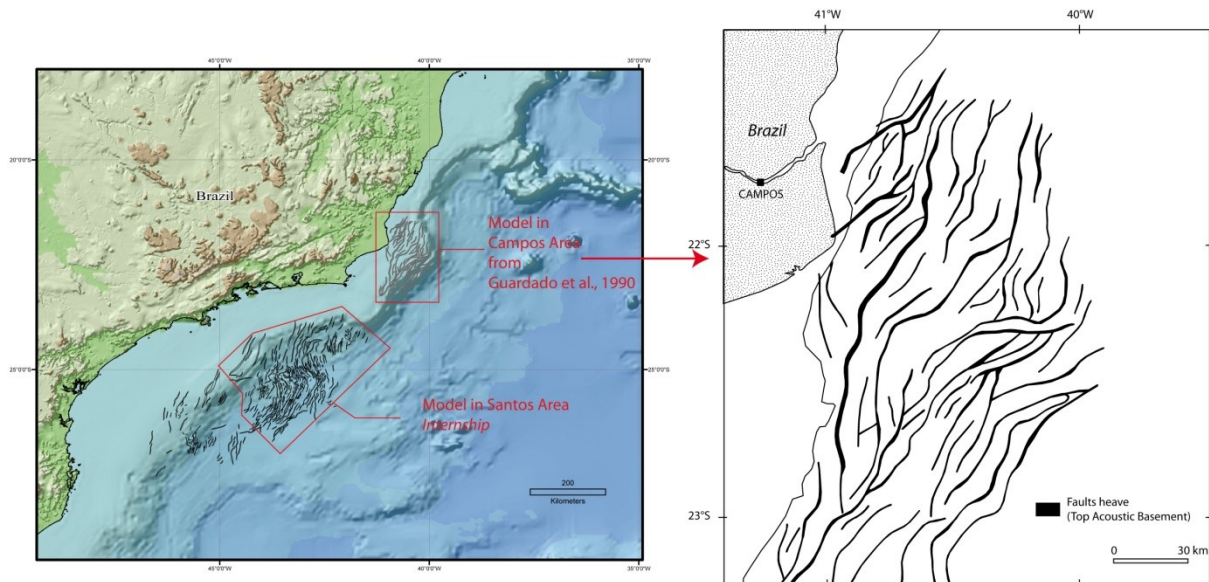 45°0'0"W
40°0'0"W
35°0'0"W
20°0'0"S
20°0'0"S
Brazil
Model in
Campos Area
from
Guardado et al., 1990
25°0'0"S
25°0'0"S
Model in Santos Area
Internship
200
Kilometers
45°0'0"W
40°0'0"W
35°0'0"W
41°W
40°W
Brazil
CAMPOS
22°S
23°S
Faults heave
(Top Acoustic Basement)
0 30 km